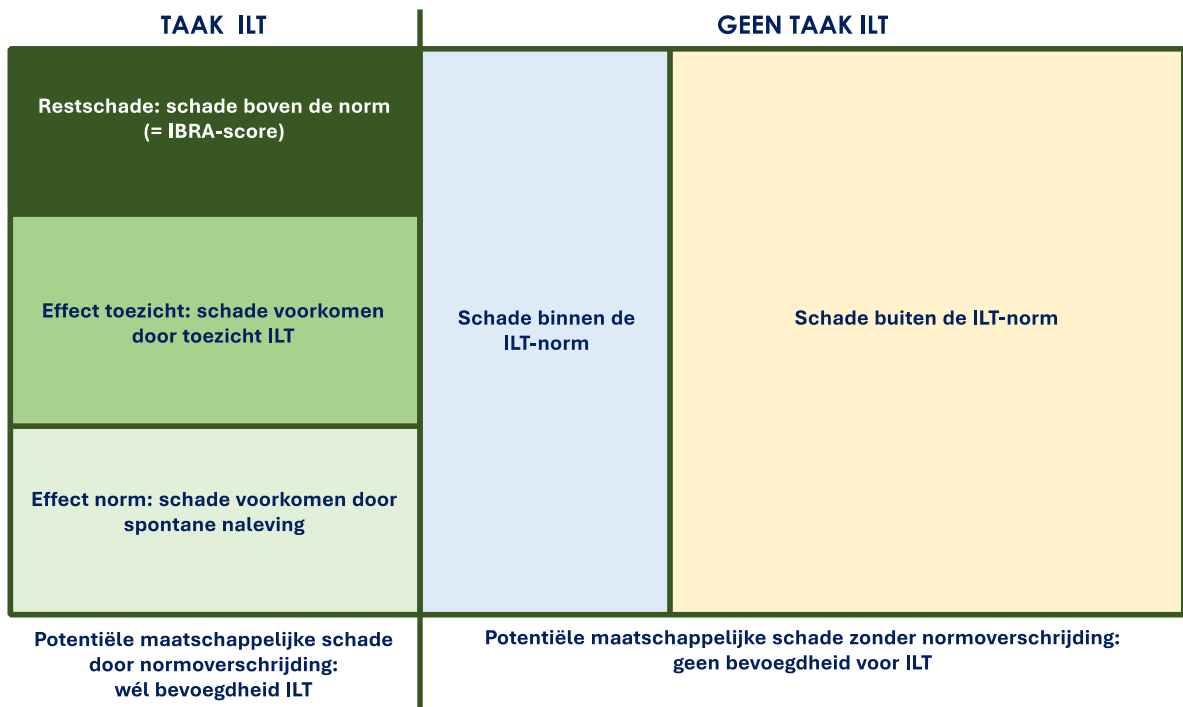 TAAK ILT
GEEN TAAK ILT
Restschade: schade boven de norm
(= IBRA-score)
Effect toezicht: schade voorkomen
door toezicht ILT
Effect norm: schade voorkomen door
spontane naleving
Schade binnen de
ILT-norm
Schade buiten de ILT-norm
Potentiële maatschappelijke schade
door normoverschrijding:
wél bevoegdheid ILT
Potentiële maatschappelijke schade zonder normoverschrijding:
geen bevoegdheid voor ILT